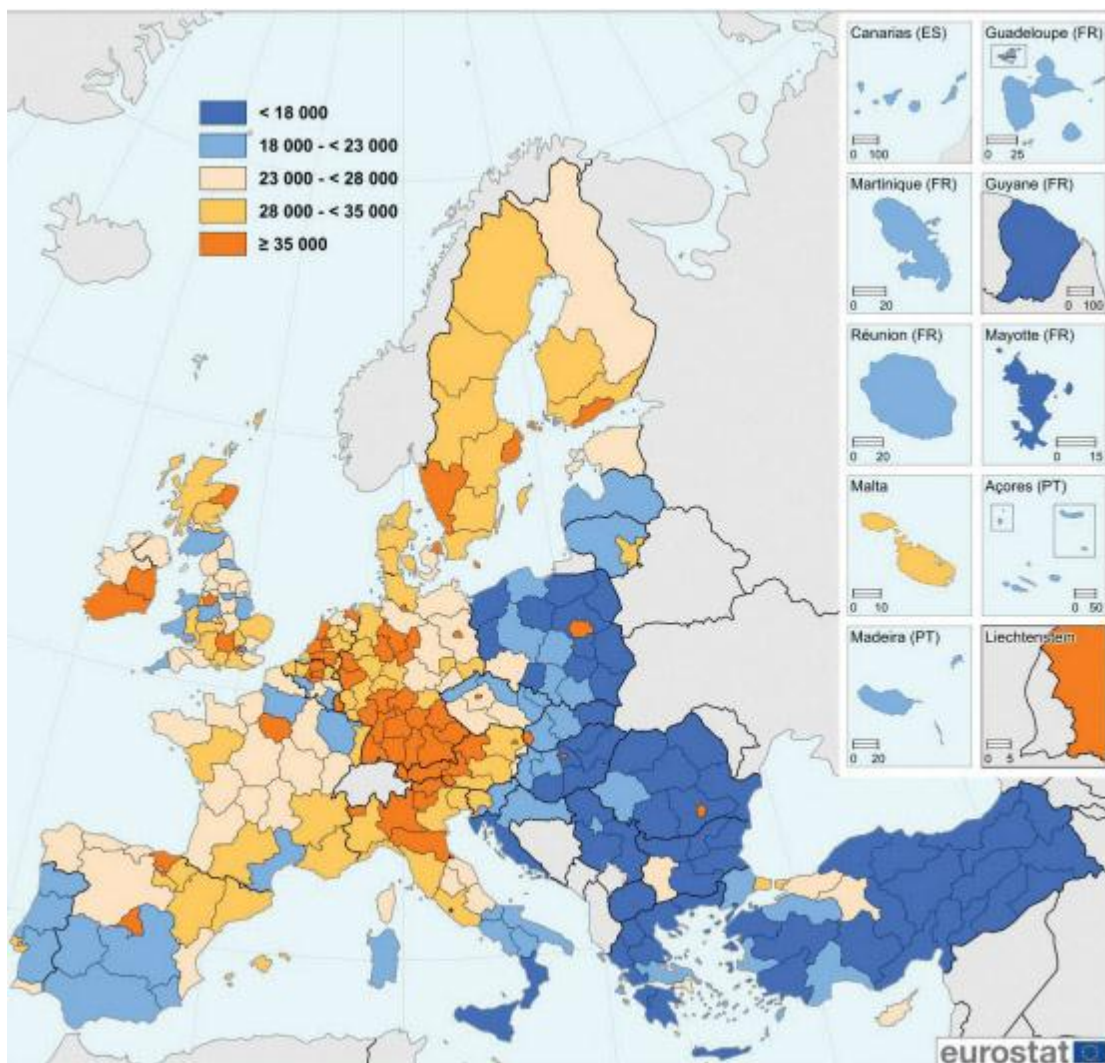 < 18 000
18 000 - < 23 000
23 000 - < 28 000
28 000 - < 35 000
≥ 35 000
Canarias (ES)
0 100
Guadeloupe (FR)
0 25
Martinique (FR)
0 20
Guyane (FR)
0 100
Réunion (FR)
0 20
Mayotte (FR)
0 15
Malta
0 10
Açores (PT)
0 50
Madeira (PT)
0 20
Liechtenstein
0 5
eurostat